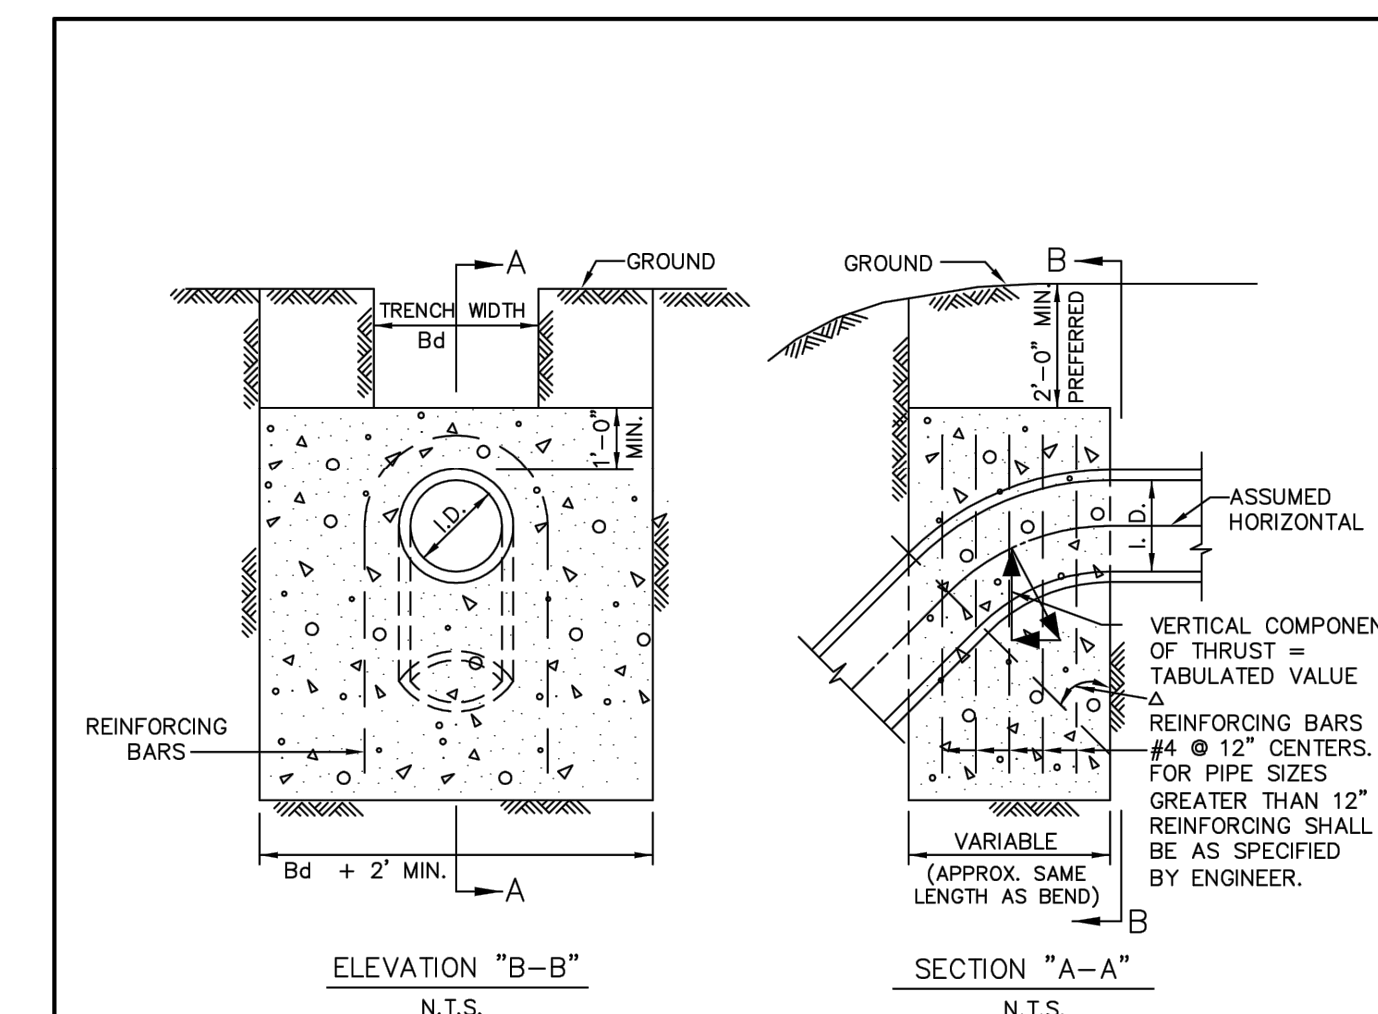 A
GROUND
TRENCH WIDTH
Bd
1'-0"
MIN.
I.D.
REINFORCING
BARS
Bd + 2' MIN.
A
ELEVATION "B-B"
N.T.S.
GROUND
B
2'-0" MIN.
PREFERRED
I. D.
ASSUMED
HORIZONTAL
VERTICAL COMPONEN
OF THRUST =
TABULATED VALUE
Δ
REINFORCING BARS
#4 @ 12" CENTERS.
FOR PIPE SIZES
GREATER THAN 12"
REINFORCING SHALL
BE AS SPECIFIED
BY ENGINEER.
VARIABLE
(APPROX. SAME
LENGTH AS BEND)
B
SECTION "A-A"
N.T.S.